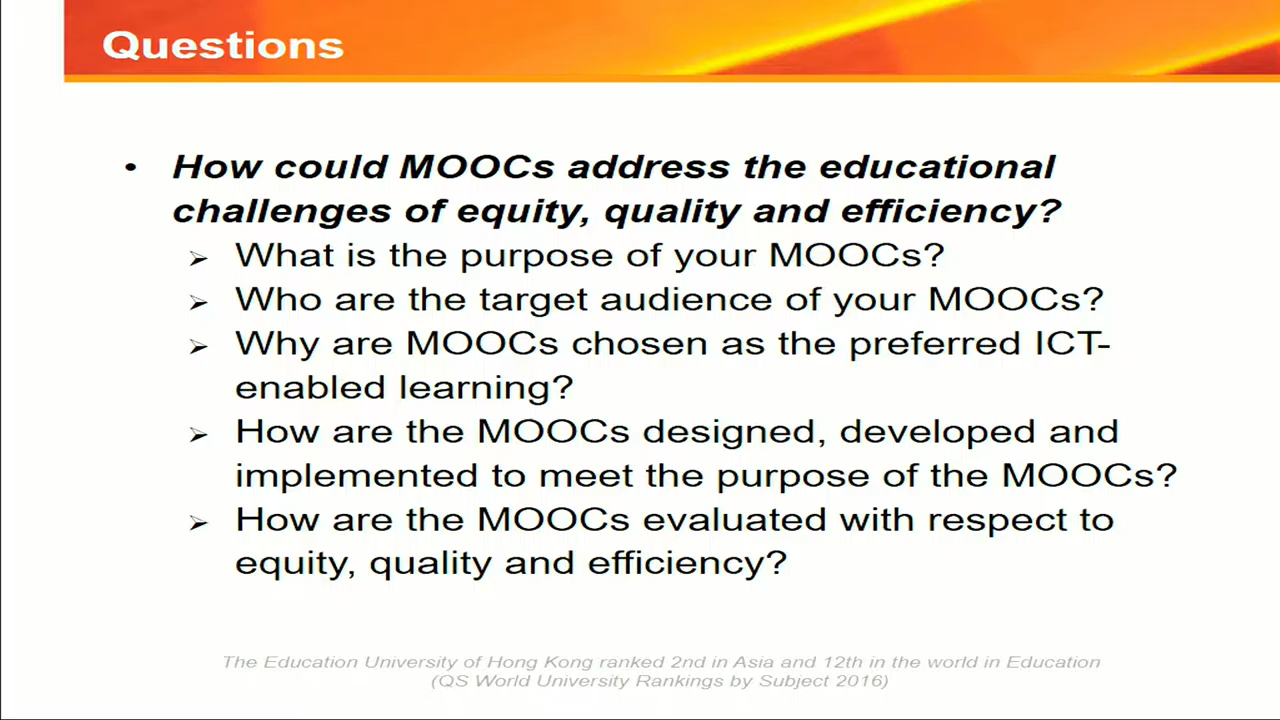 Questions
• How could MOOCs address the educational
challenges of equity, quality and efficiency?
➢ What is the purpose of your MOOCs?
➢ Who are the target audience of your MOOCs?
➢ Why are MOOCs chosen as the preferred ICT-
enabled learning?
➢ How are the MOOCs designed, developed and
implemented to meet the purpose of the MOOCs?
➢ How are the MOOCs evaluated with respect to
equity, quality and efficiency?
The Education University of Hong Kong ranked 2nd in Asia and 12th in the world in Education
(QS World University Rankings by Subject 2016)